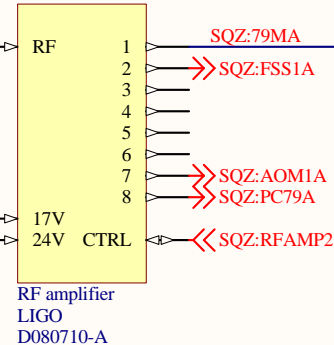 SQZ:79MA
RF 1
2 SQZ:FSS1A
3
4
5
6
7 SQZ:AOM1A
8 SQZ:PC79A
17V
24V CTRL SQZ:RFAMP2
RF amplifier
LIGO
D080710-A